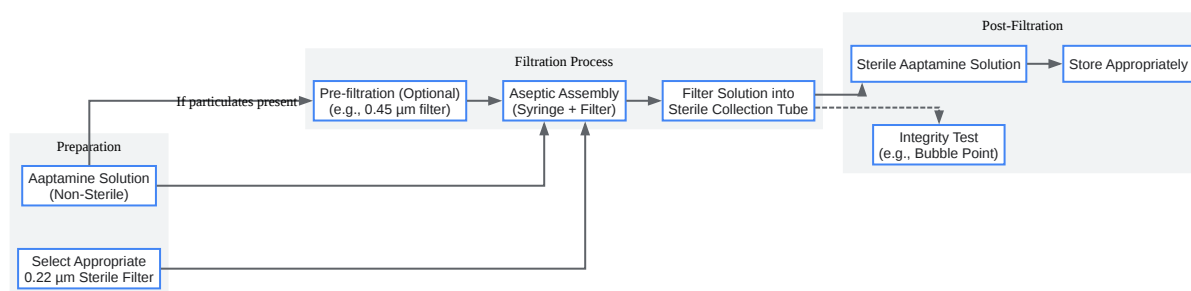 Preparation
Aaptamine Solution
(Non-Sterile)
Select Appropriate
0.22 µm Sterile Filter
If particulates present
Filtration Process
Pre-filtration (Optional)
(e.g., 0.45 µm filter)
Aseptic Assembly
(Syringe + Filter)
Filter Solution into
Sterile Collection Tube
Post-Filtration
Sterile Aaptamine Solution
Store Appropriately
Integrity Test
(e.g., Bubble Point)